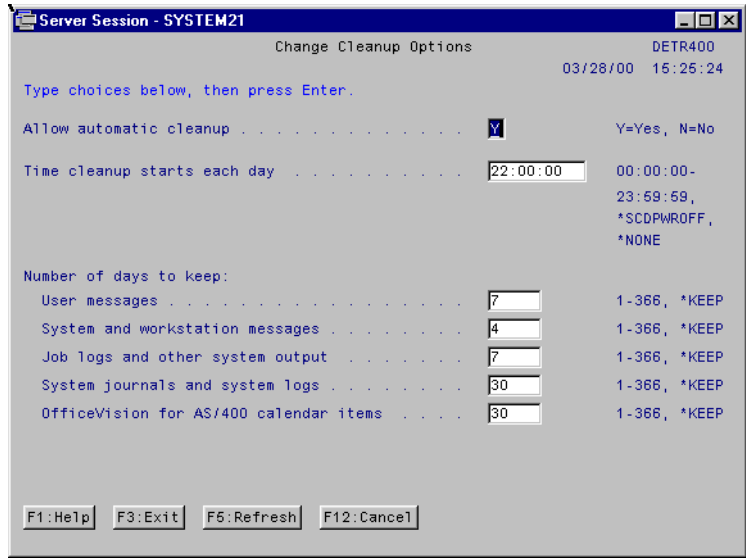 Server Session - SYSTEM21
Change Cleanup Options DETR400
03/28/00 15:25:24
Type choices below, then press Enter.
Allow automatic cleanup . . . . . . . . . . . . . . Y Y=Yes, N=No
Time cleanup starts each day . . . . . . . . . . 22:00:00 00:00:00-
23:59:59,
*SCDPWROFF,
*NONE
Number of days to keep:
User messages . . . . . . . . . . . . . . . . . 7 1-366, *KEEP
System and workstation messages . . . . . . . . 4 1-366, *KEEP
Job logs and other system output . . . . . . . 7 1-366, *KEEP
System journals and system logs . . . . . . . . 30 1-366, *KEEP
OfficeVision for AS/400 calendar items . . . . 30 1-366, *KEEP
F1:Help F3:Exit F5:Refresh F12:Cancel